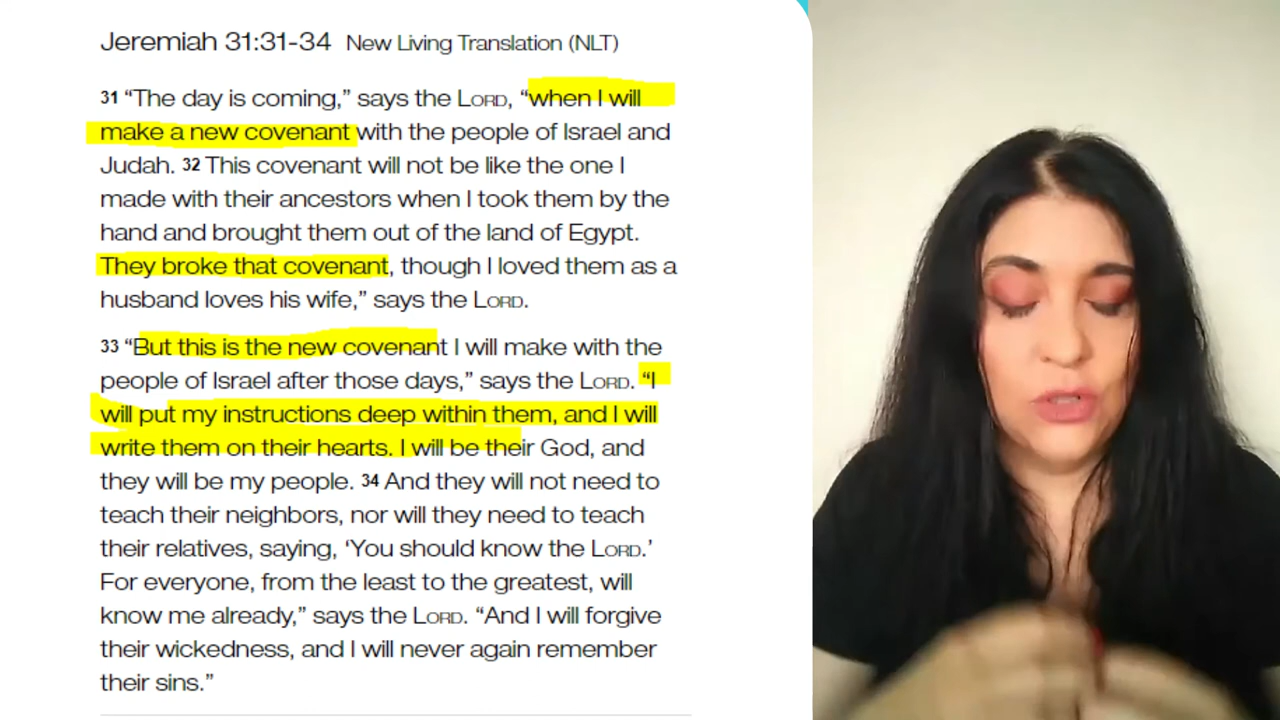 Jeremiah 31:31-34 New Living Translation (NLT)
31 “The day is coming,” says the LORD, “when I will
make a new covenant with the people of Israel and
Judah. 32 This covenant will not be like the one I
made with their ancestors when I took them by the
hand and brought them out of the land of Egypt.
They broke that covenant, though I loved them as a
husband loves his wife,” says the LORD.
33 “But this is the new covenant I will make with the
people of Israel after those days,” says the LORD. “I
will put my instructions deep within them, and I will
write them on their hearts. I will be their God, and
they will be my people. 34 And they will not need to
teach their neighbors, nor will they need to teach
their relatives, saying, ‘You should know the LORD.’
For everyone, from the least to the greatest, will
know me already,” says the LORD. “And I will forgive
their wickedness, and I will never again remember
their sins.”